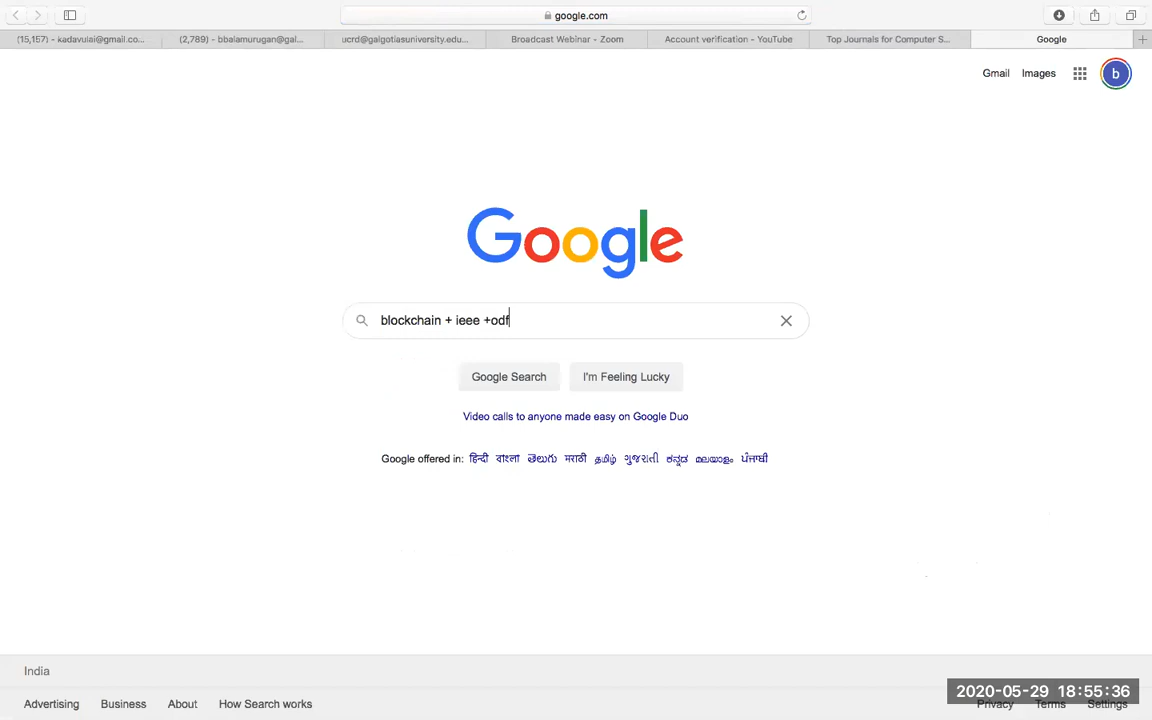 google.com
(15,157) - kadavulai@gmail.co... (2,789) - bbalamurugan@gal... ucrd@galgotiasuniversity.edu... Broadcast Webinar - Zoom Account verification - YouTube Top Journals for Computer S... Google
Gmail Images b
Google
blockchain + ieee +odf
Google Search I'm Feeling Lucky
Video calls to anyone made easy on Google Duo
Google offered in: हिन्दी বাংলা తెలుగు मराठी தமிழ் ગુજરાતી ಕನ್ನಡ മലയാളം ਪੰਜਾਬੀ
India
2020-05-29 18:55:36
Advertising Business About How Search works Privacy Terms Settings